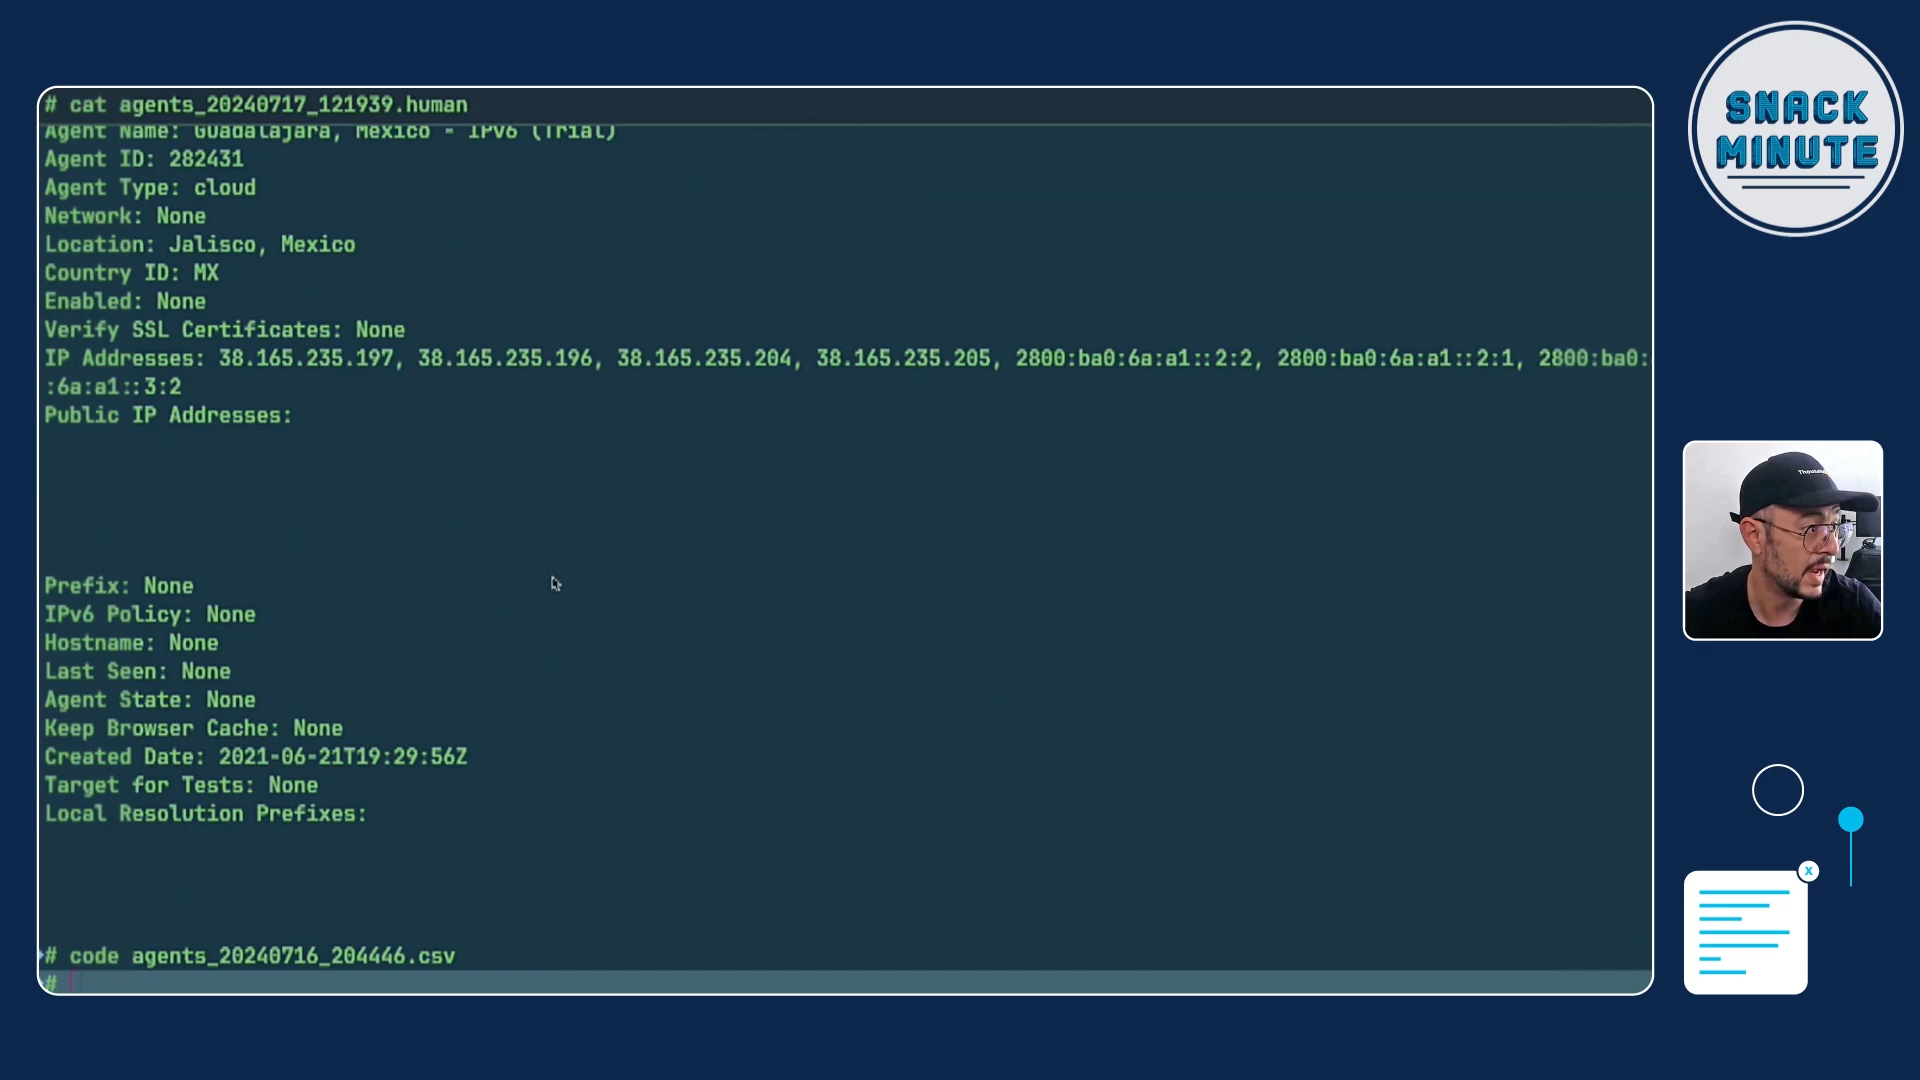 SNACK
MINUTE
# cat agents_20240717_121939.human
Agent Name: Guadalajara, Mexico - IPv6 (Trial)
Agent ID: 282431
Agent Type: cloud
Network: None
Location: Jalisco, Mexico
Country ID: MX
Enabled: None
Verify SSL Certificates: None
IP Addresses: 38.165.235.197, 38.165.235.196, 38.165.235.204, 38.165.235.205, 2800:ba0:6a:a1::2:2, 2800:ba0:6a:a1::2:1, 2800:ba0:
:6a:a1::3:2
Public IP Addresses:
Prefix: None
IPv6 Policy: None
Hostname: None
Last Seen: None
Agent State: None
Keep Browser Cache: None
Created Date: 2021-06-21T19:29:56Z
Target for Tests: None
Local Resolution Prefixes:
# code agents_20240716_204446.csv
#
x